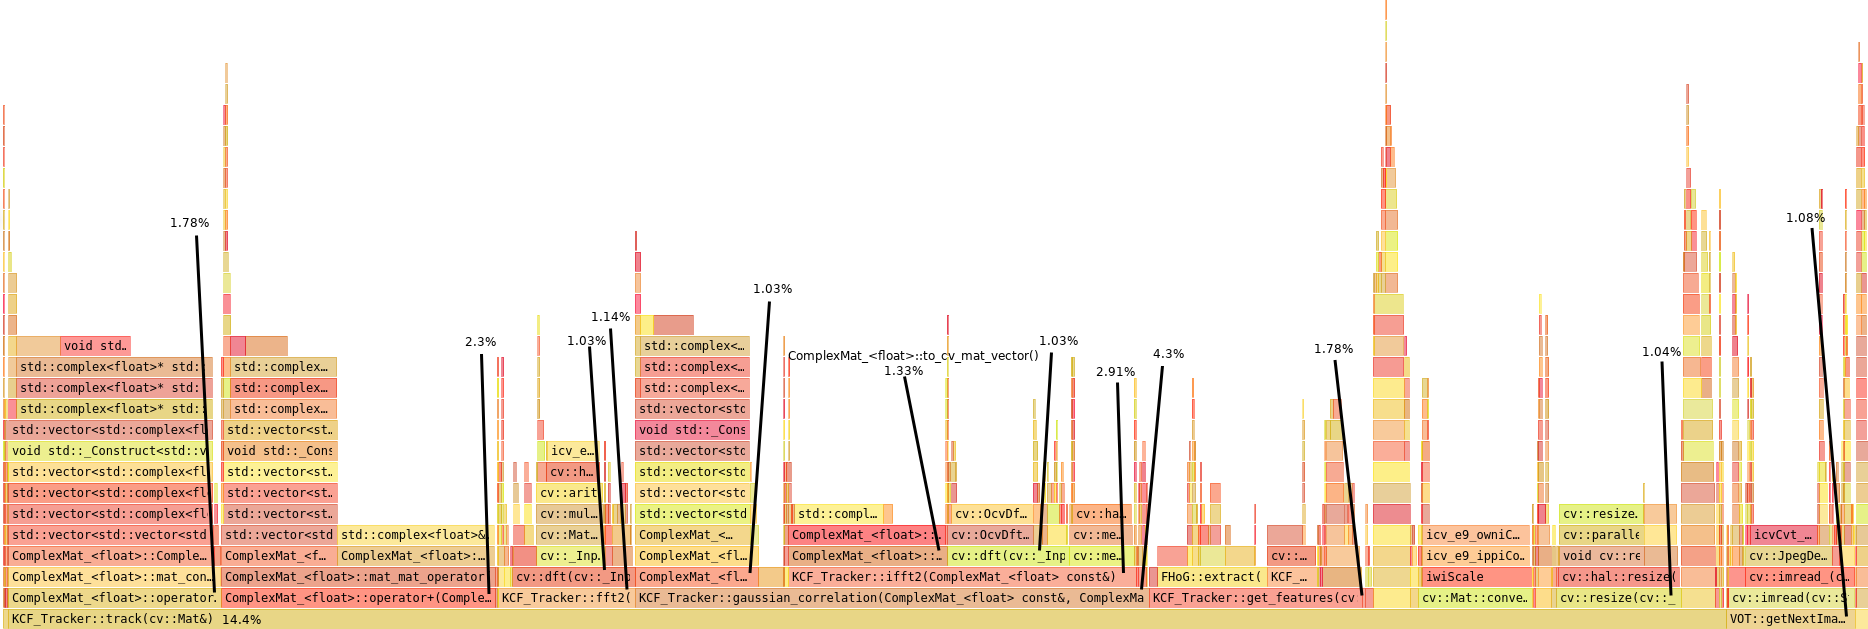 1.78%
1.08%
1.03%
1.14%
2.3%
1.03%
1.03%
1.78%
1.04%
4.3%
ComplexMat_<float>::to_cv_mat_vector()
1.33%
2.91%
void std…
std::complex<…
std::complex<float>* std:
std::complex…
std::complex<…
std::complex<float>* std:
std::complex…
std::complex<…
std::complex<float>* std:
std::complex…
std::vector<std
std::vector<std::complex<fl
std::vector<st…
void std::_Cons
void std::_Construct<std::v
void std::_Cons
icv_e…
std::vector<std
std::vector<std::complex<fl
std::vector<st…
cv::h…
std::vector<std
std::vector<std::complex<flo
std::vector<st…
cv::arit
std::vector<std
std::vector<std::complex<fl
std::vector<st…
cv::mul…
std::vector<std
std::compl…
cv::OcvDf…
cv::ha…
cv::resize…
std::vector<std::vector<std
std::vector<std
std::complex<float>&
cv::Mat…
ComplexMat_<…
ComplexMat_<float>::…
cv::OcvDft…
cv::me…
icv_e9_owniC…
cv::paralle
icvCvt_…
ComplexMat_<float>::Comple…
ComplexMat_<f…
ComplexMat_<float>:…
cv::_Inp…
ComplexMat_<fl…
ComplexMat_<float>::…
cv::dft(cv::_Inp
cv::me…
cv::…
icv_e9_ippiCo…
void cv::re
cv::JpegDe…
ComplexMat_<float>::mat_con…
ComplexMat_<float>::mat_mat_operator
cv::dft(cv::_Inp
ComplexMat_<fl…
KCF_Tracker::ifft2(ComplexMat_<float> const&)
FHoG::extract(
KCF_…
iwiScale
cv::hal::resize(
cv::imread_(c…
ComplexMat_<float>::operator…
ComplexMat_<float>::operator+(Comple…
KCF_Tracker::fft2(
KCF_Tracker::gaussian_correlation(ComplexMat_<float> const&, ComplexMa
KCF_Tracker::get_features(cv
cv::Mat::conve…
cv::resize(cv::_
cv::imread(cv::S
KCF_Tracker::track(cv::Mat&) 14.4%
VOT::getNextIma…